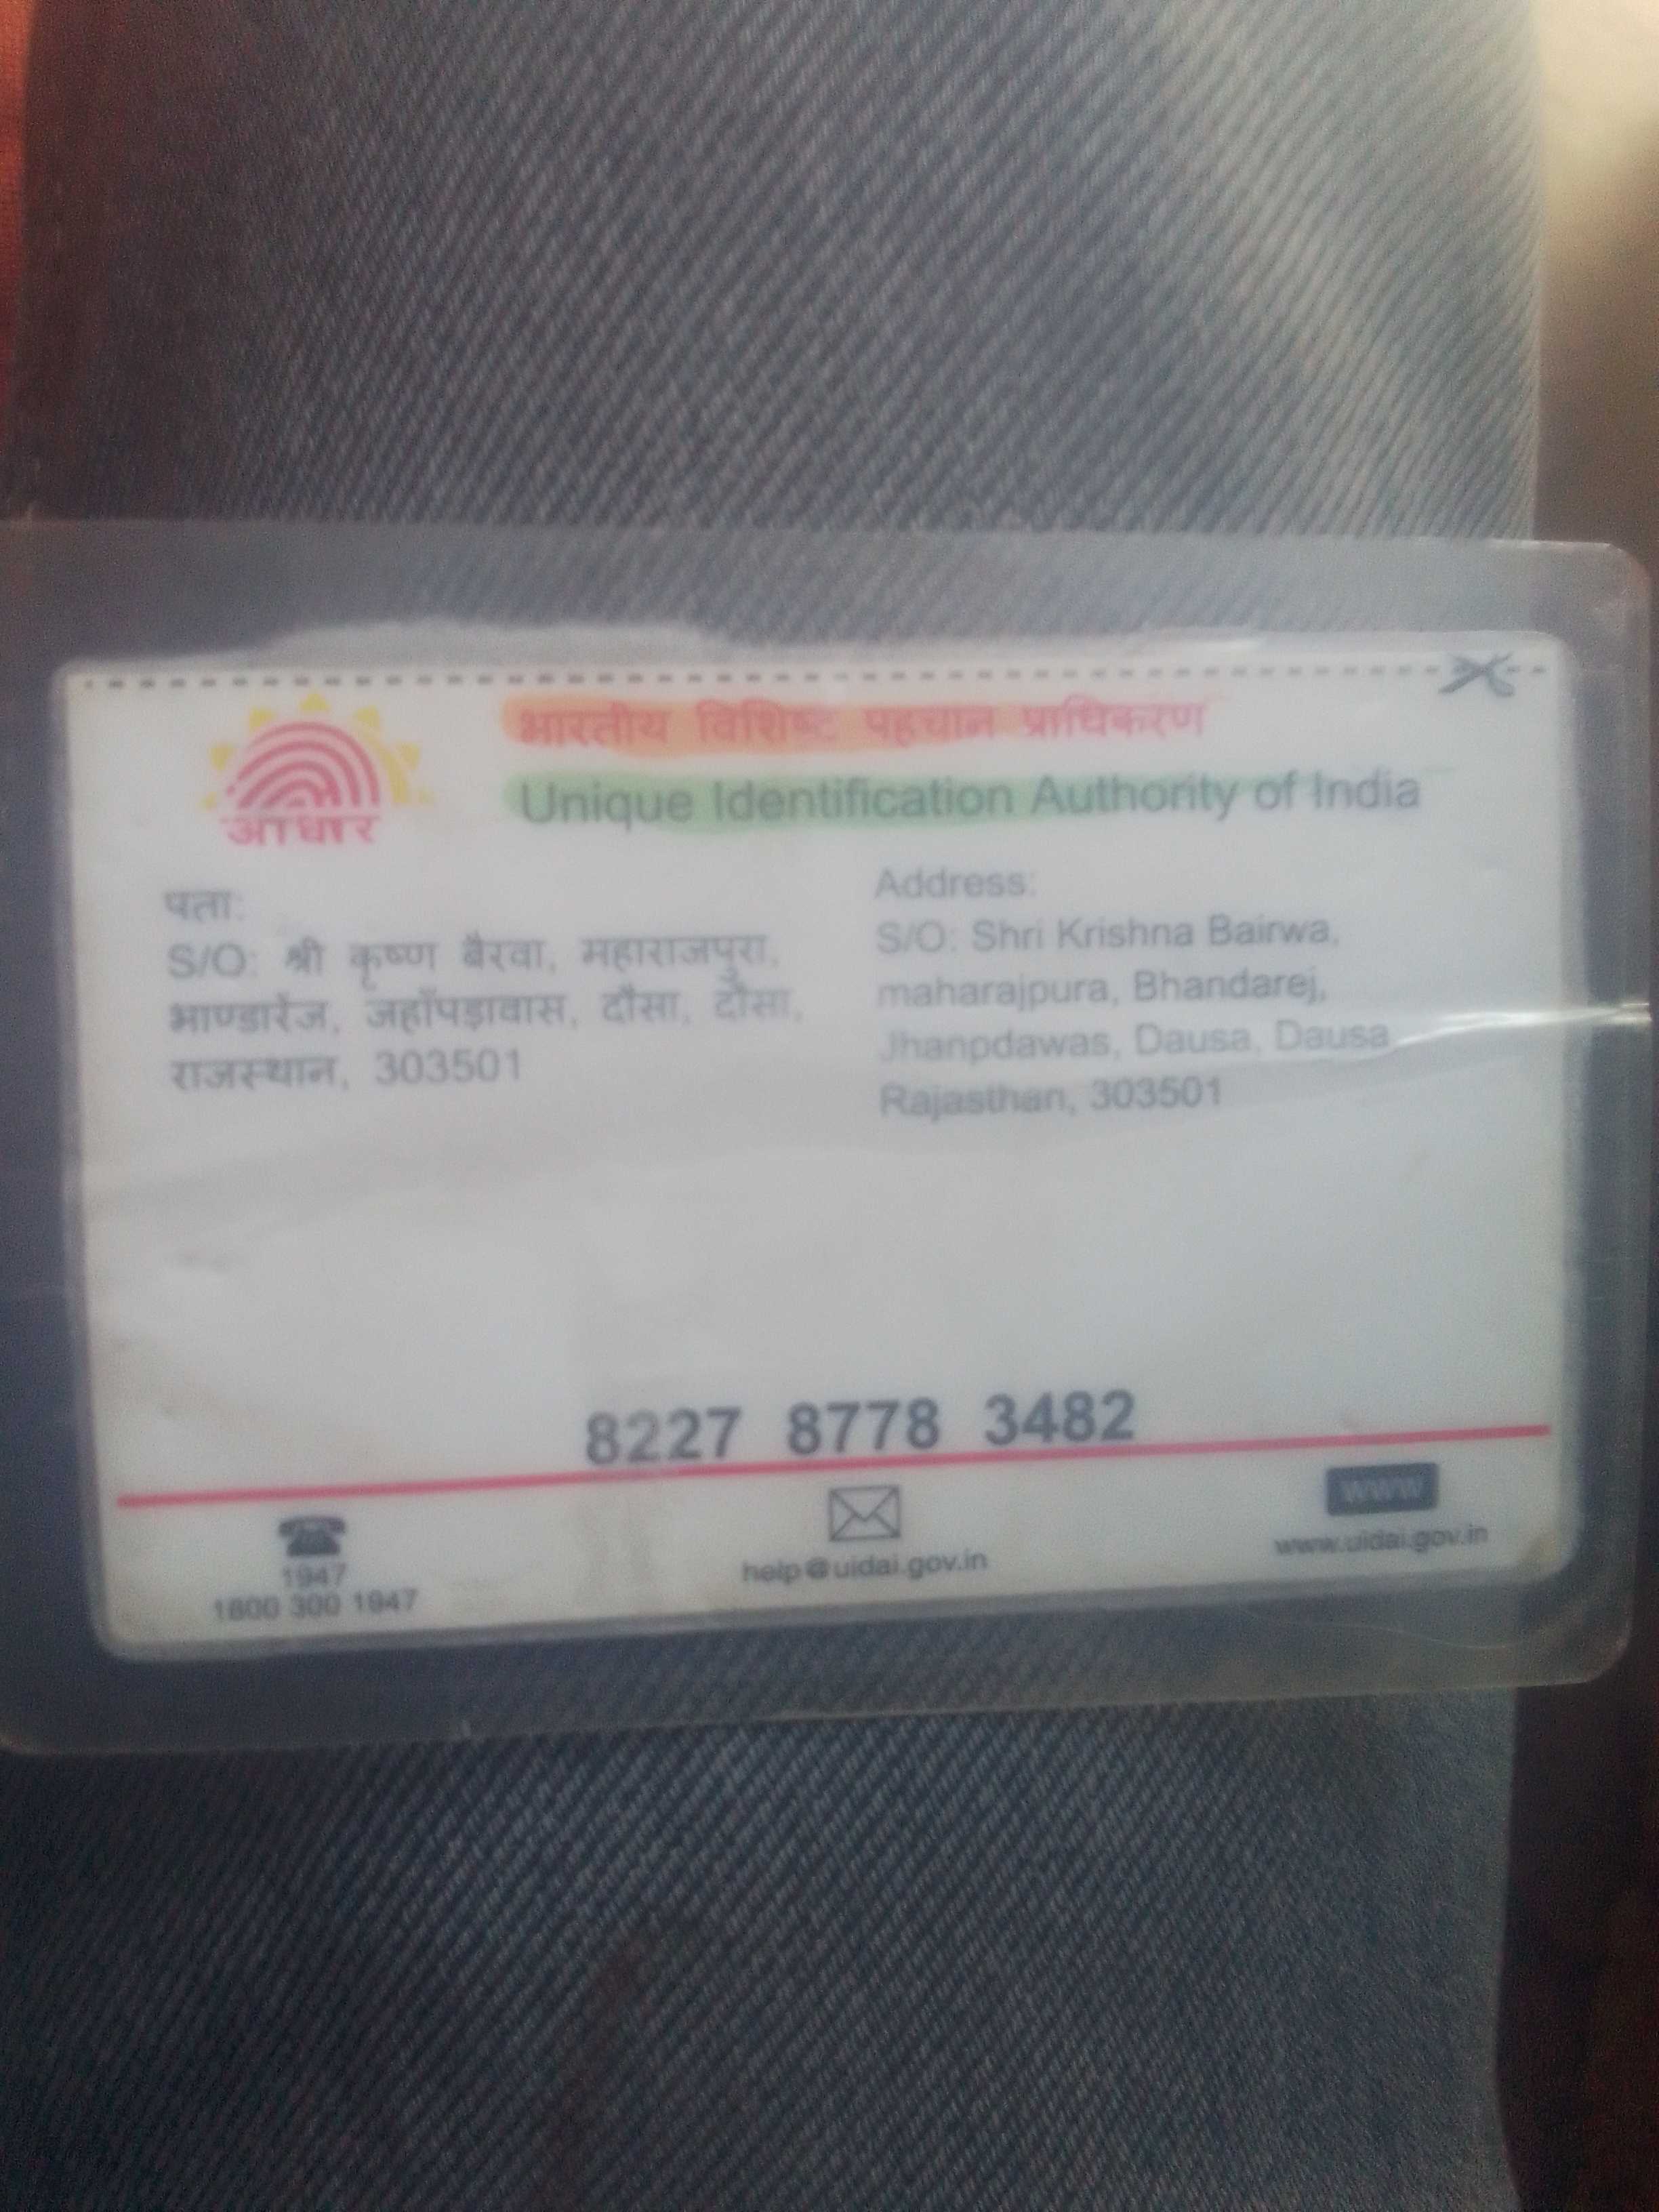 भारतीय विशिष्ट पहचान प्राधिकरण
Unique Identification Authority of India
आधार
पता:
S/O: श्री कृष्ण बैरवा, महाराजपुरा,
भाण्डारेज, जहाँपड़ावास, दौसा, दौसा,
राजस्थान, 303501
Address:
S/O: Shri Krishna Bairwa,
maharajpura, Bhandarej,
Jhanpdawas, Dausa, Dausa
Rajasthan, 303501
8227 8778 3482
1947
1800 300 1947
help@uidai.gov.in
www
www.uidai.gov.in